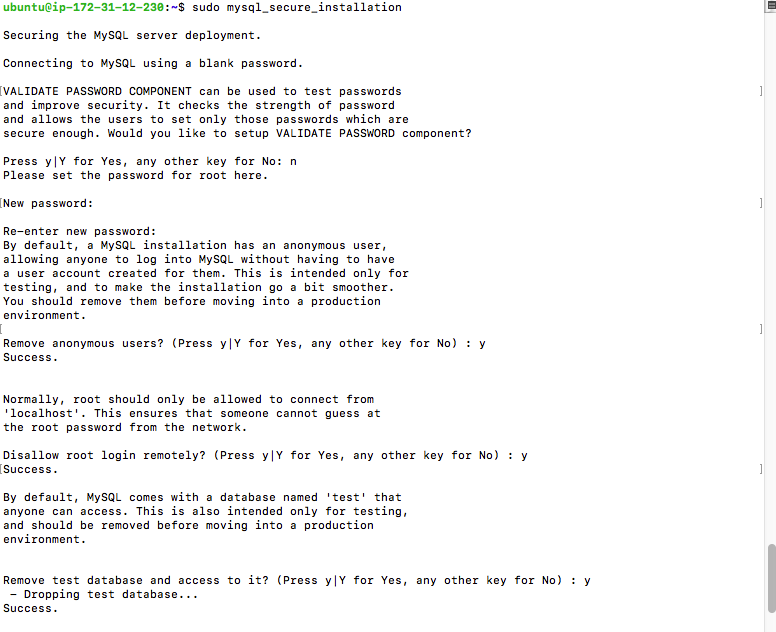 ubuntu@ip-172-31-12-230:~$ sudo mysql_secure_installation
Securing the MySQL server deployment.
Connecting to MySQL using a blank password.
[VALIDATE PASSWORD COMPONENT can be used to test passwords ]
and improve security. It checks the strength of password
and allows the users to set only those passwords which are
secure enough. Would you like to setup VALIDATE PASSWORD component?
Press y|Y for Yes, any other key for No: n
Please set the password for root here.
[New password: ]
Re-enter new password:
By default, a MySQL installation has an anonymous user,
allowing anyone to log into MySQL without having to have
a user account created for them. This is intended only for
testing, and to make the installation go a bit smoother.
You should remove them before moving into a production
environment.
[ ]
Remove anonymous users? (Press y|Y for Yes, any other key for No) : y
Success.
Normally, root should only be allowed to connect from
'localhost'. This ensures that someone cannot guess at
the root password from the network.
Disallow root login remotely? (Press y|Y for Yes, any other key for No) : y
[Success. ]
By default, MySQL comes with a database named 'test' that
anyone can access. This is also intended only for testing,
and should be removed before moving into a production
environment.
Remove test database and access to it? (Press y|Y for Yes, any other key for No) : y
 - Dropping test database...
Success.